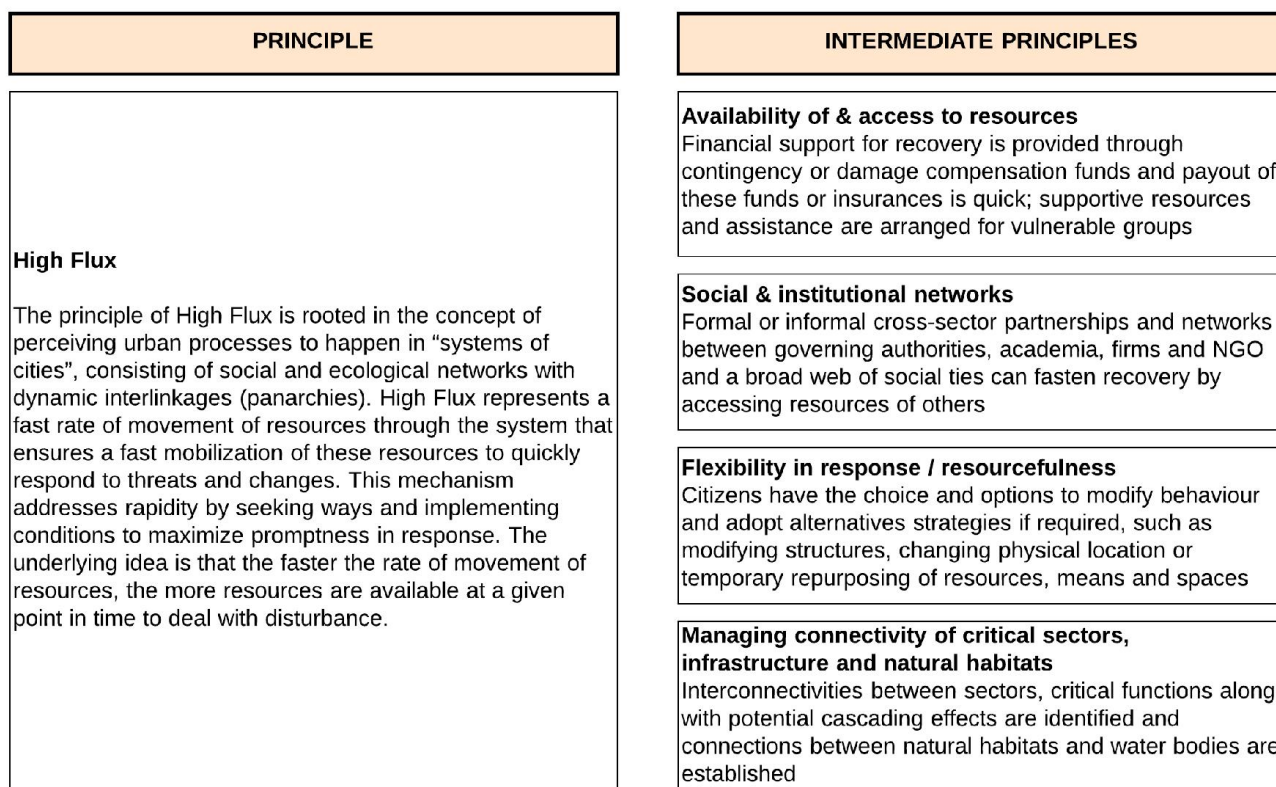 PRINCIPLE
High Flux
The principle of High Flux is rooted in the concept of
perceiving urban processes to happen in “systems of
cities”, consisting of social and ecological networks with
dynamic interlinkages (panarchies). High Flux represents a
fast rate of movement of resources through the system that
ensures a fast mobilization of these resources to quickly
respond to threats and changes. This mechanism
addresses rapidity by seeking ways and implementing
conditions to maximize promptness in response. The
underlying idea is that the faster the rate of movement of
resources, the more resources are available at a given
point in time to deal with disturbance.
INTERMEDIATE PRINCIPLES
Availability of & access to resources
Financial support for recovery is provided through
contingency or damage compensation funds and payout of
these funds or insurances is quick; supportive resources
and assistance are arranged for vulnerable groups
Social & institutional networks
Formal or informal cross-sector partnerships and networks
between governing authorities, academia, firms and NGO
and a broad web of social ties can fasten recovery by
accessing resources of others
Flexibility in response / resourcefulness
Citizens have the choice and options to modify behaviour
and adopt alternatives strategies if required, such as
modifying structures, changing physical location or
temporary repurposing of resources, means and spaces
Managing connectivity of critical sectors,
infrastructure and natural habitats
Interconnectivities between sectors, critical functions along
with potential cascading effects are identified and
connections between natural habitats and water bodies are
established